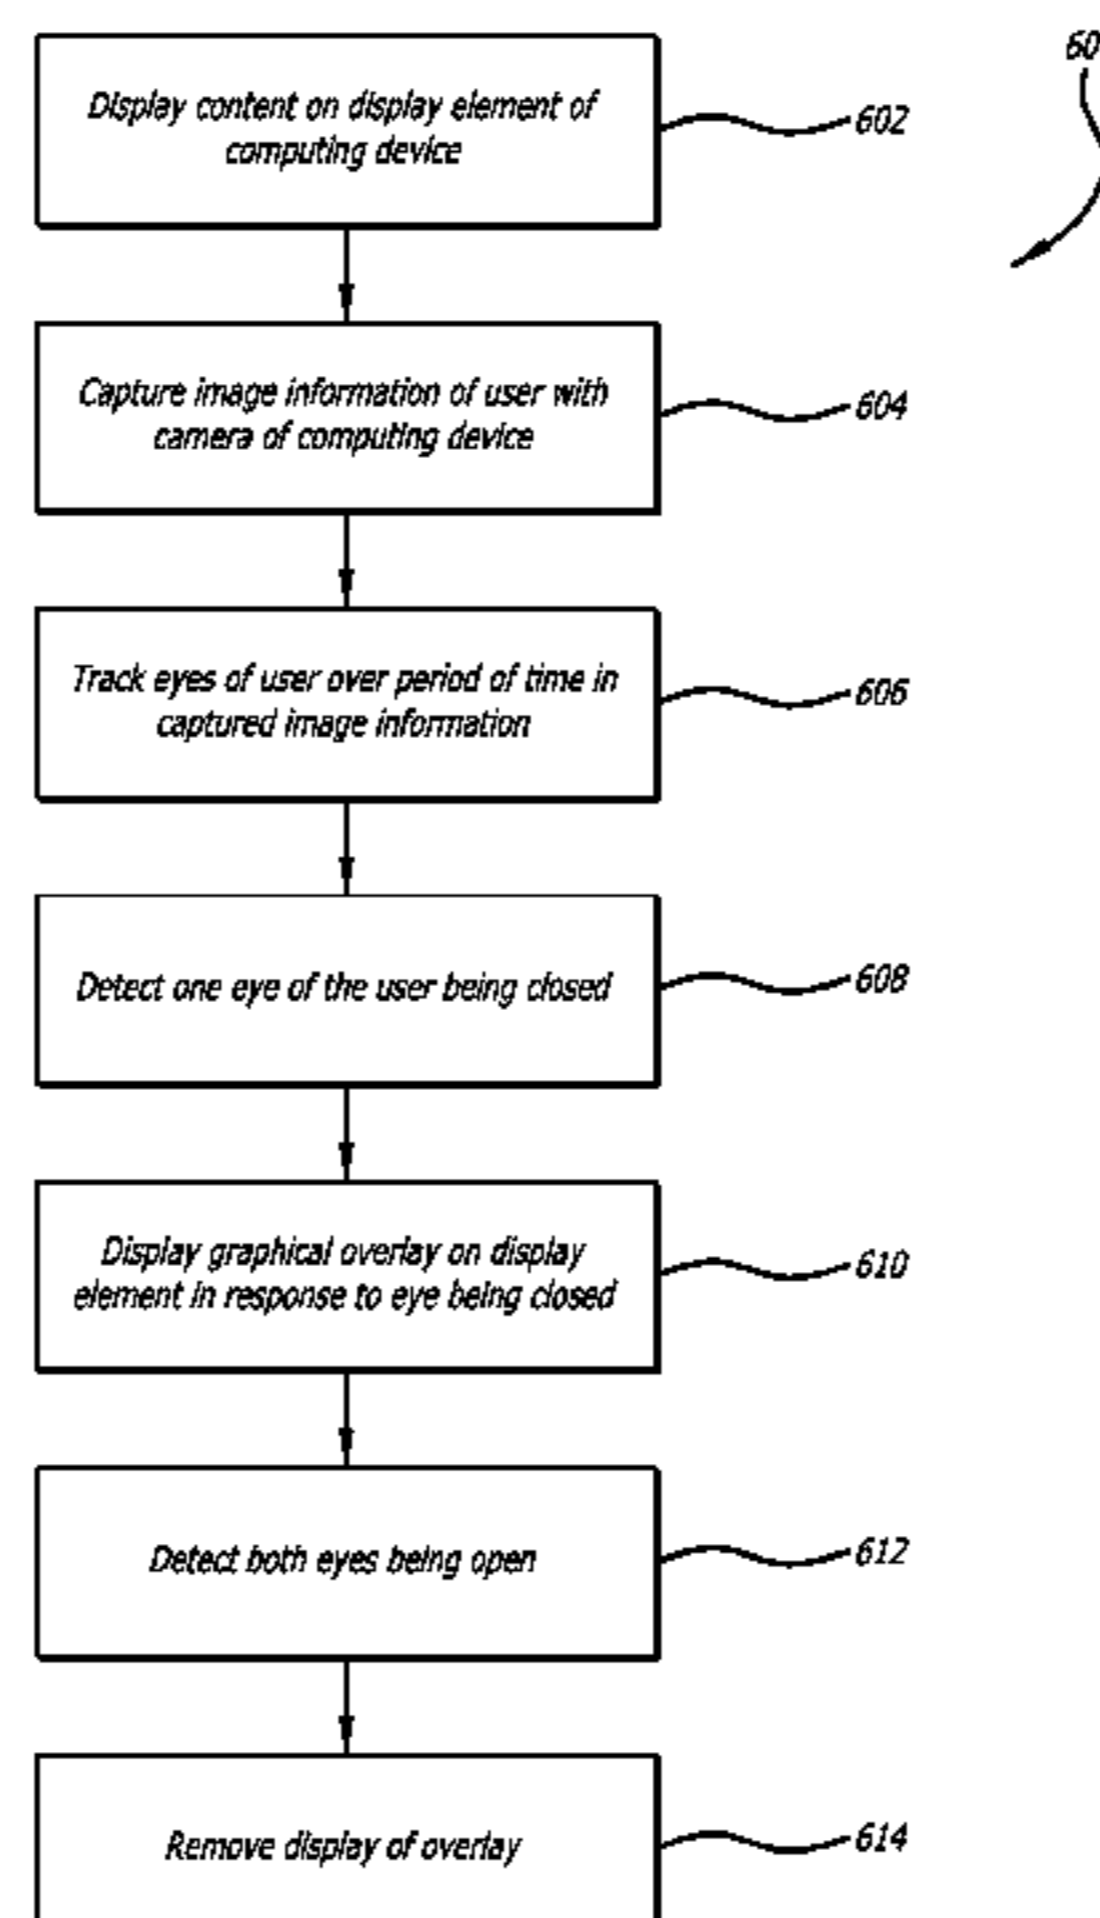 60
Display content on display element of
computing device
602
Capture image information of user with
camera of computing device
604
Track eyes of user over period of time in
captured image information
606
Detect one eye of the user being closed
608
Display graphical overlay on display
element in response to eye being closed
610
Detect both eyes being open
612
Remove display of overlay
614